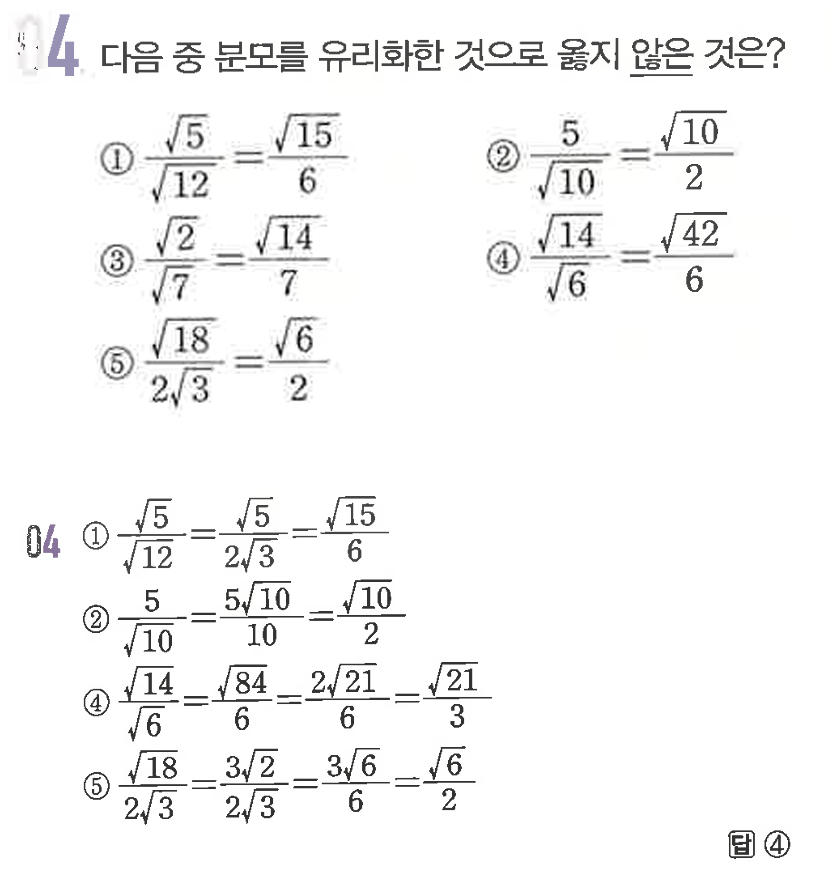 04 다음 중 분모를 유리화한 것으로 옳지 않은 것은?
① √5/√12 = √15/6 ② 5/√10 = √10/2
③ √2/√7 = √14/7 ④ √14/√6 = √42/6
⑤ √18/2√3 = √6/2
04 ① √5/√12 = √5/2√3 = √15/6
② 5/√10 = 5√10/10 = √10/2
④ √14/√6 = √84/6 = 2√21/6 = √21/3
⑤ √18/2√3 = 3√2/2√3 = 3√6/6 = √6/2
답 ④